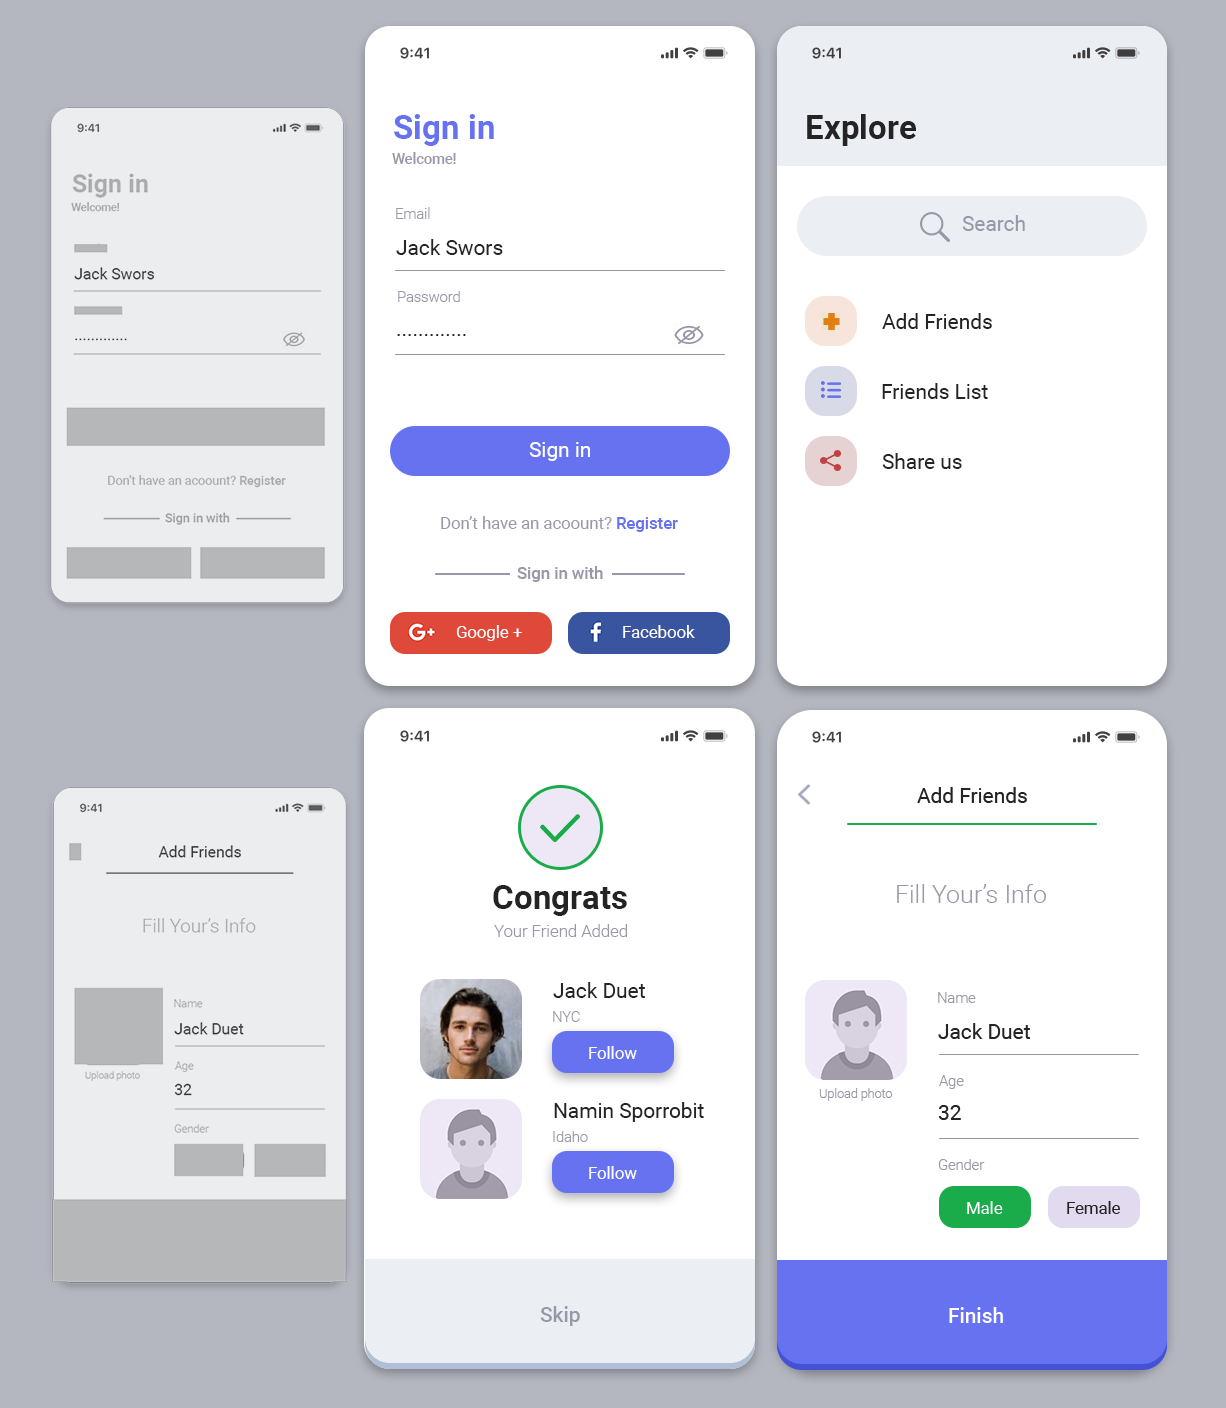 9:41
Sign in
Welcome!
Jack Swors
.............
Don't have an acoount? Register
Sign in with
9:41
Sign in
Welcome!
Email
Jack Swors
Password
.............
Sign in
Don't have an acoount? Register
Sign in with
G+ Google +
f Facebook
9:41
Explore
Search
Add Friends
Friends List
Share us
9:41
Add Friends
Fill Your's Info
Name
Jack Duet
Upload photo
Age
32
Gender
9:41
Congrats
Your Friend Added
Jack Duet
NYC
Follow
Namin Sporrobit
Idaho
Follow
Skip
9:41
Add Friends
Fill Your's Info
Name
Jack Duet
Upload photo
Age
32
Gender
Male Female
Finish